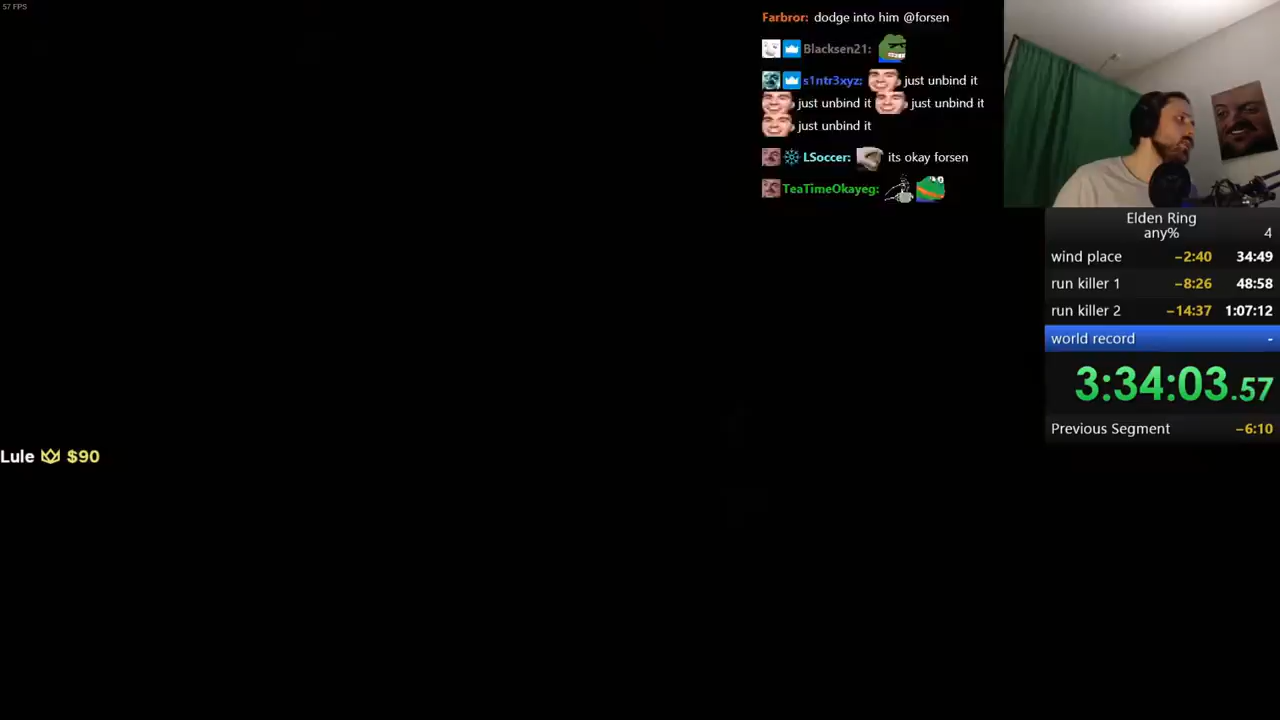 57 FPS
Farbror: dodge into him @forsen
Blacksen21:
s1ntr3xyz: just unbind it
just unbind it just unbind it
just unbind it
LSoccer: its okay forsen
TeaTimeOkayeg:
Elden Ring
any% 4
wind place -2:40 34:49
run killer 1 -8:26 48:58
run killer 2 -14:37 1:07:12
world record -
3:34:03.57
Previous Segment -6:10
Lule $90